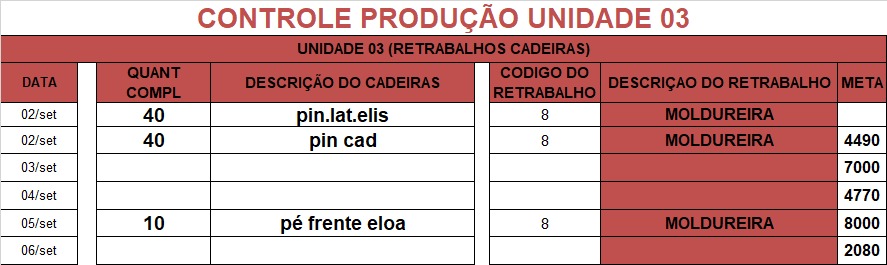 CONTROLE PRODUÇÃO UNIDADE 03
UNIDADE 03 (RETRABALHOS CADEIRAS)
DATA QUANT COMPL DESCRIÇÃO DO CADEIRAS CODIGO DO RETRABALHO DESCRIÇAO DO RETRABALHO META
02/set 40 pin.lat.elis 8 MOLDUREIRA
02/set 40 pin cad 8 MOLDUREIRA 4490
03/set 7000
04/set 4770
05/set 10 pé frente eloa 8 MOLDUREIRA 8000
06/set 2080